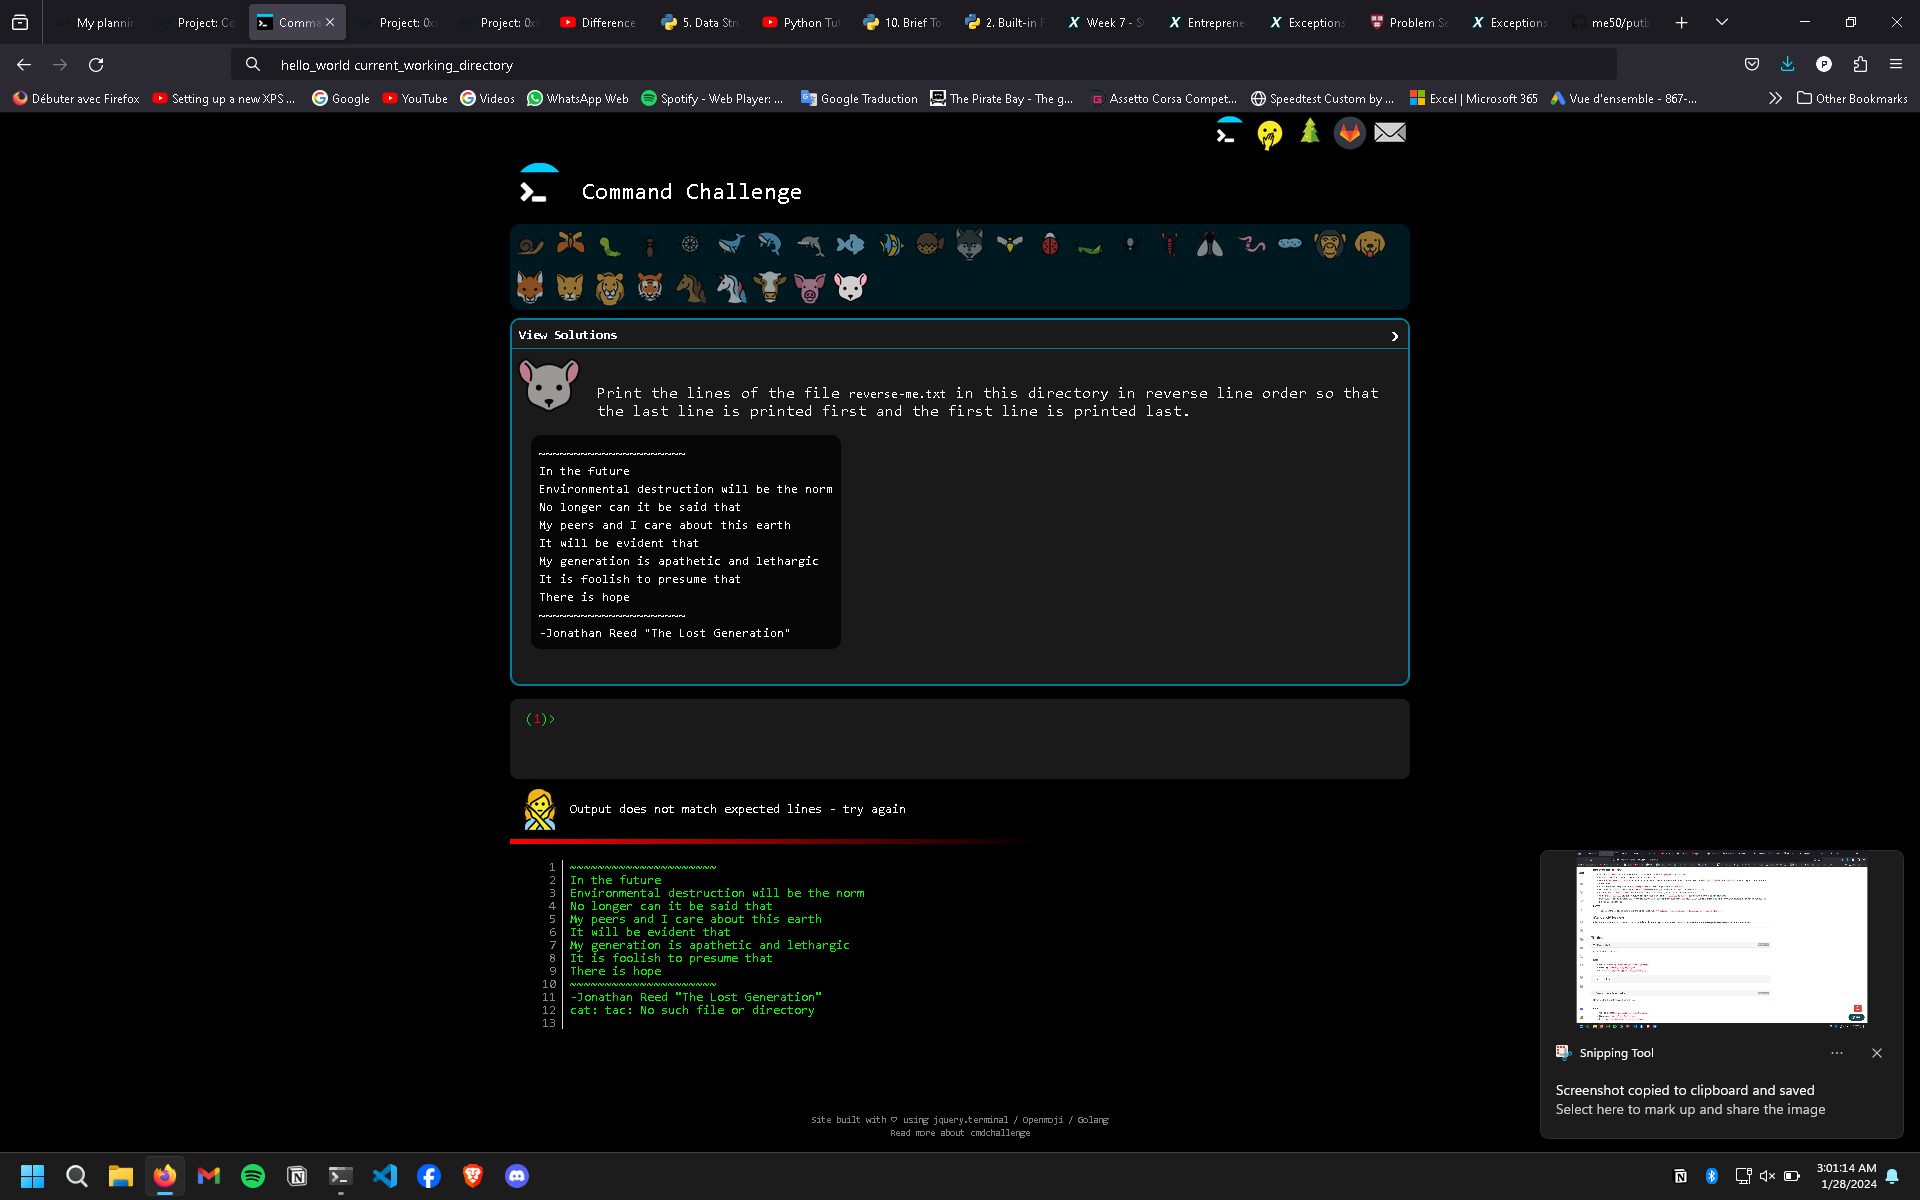 My plannin
Project: Co
Comma
Project: 0x
Project: 0x
Difference
5. Data Str
Python Tut
10. Brief To
2. Built-in F
Week 7 - S
Entreprene
Exceptions
Problem Se
Exceptions
me50/putb
hello_world current_working_directory
Débuter avec Firefox
Setting up a new XPS ...
Google
YouTube
Videos
WhatsApp Web
Spotify - Web Player: ...
Google Traduction
The Pirate Bay - The g...
Assetto Corsa Compet...
Speedtest Custom by ...
Excel | Microsoft 365
Vue d'ensemble - 867-...
Other Bookmarks
Command Challenge
View Solutions
Print the lines of the file reverse-me.txt in this directory in reverse line order so that
the last line is printed first and the first line is printed last.
~~~~~~~~~~~~~~~~~~~~~
In the future
Environmental destruction will be the norm
No longer can it be said that
My peers and I care about this earth
It will be evident that
My generation is apathetic and lethargic
It is foolish to presume that
There is hope
~~~~~~~~~~~~~~~~~~~~~
-Jonathan Reed "The Lost Generation"
(1)>
Output does not match expected lines - try again
1 ~~~~~~~~~~~~~~~~~~~~~
2 In the future
3 Environmental destruction will be the norm
4 No longer can it be said that
5 My peers and I care about this earth
6 It will be evident that
7 My generation is apathetic and lethargic
8 It is foolish to presume that
9 There is hope
10 ~~~~~~~~~~~~~~~~~~~~~
11 -Jonathan Reed "The Lost Generation"
12 cat: tac: No such file or directory
13
Snipping Tool
Screenshot copied to clipboard and saved
Select here to mark up and share the image
Site built with ♡ using jquery.terminal / Openmoji / Golang
Read more about cmdchallenge
3:01:14 AM
1/28/2024